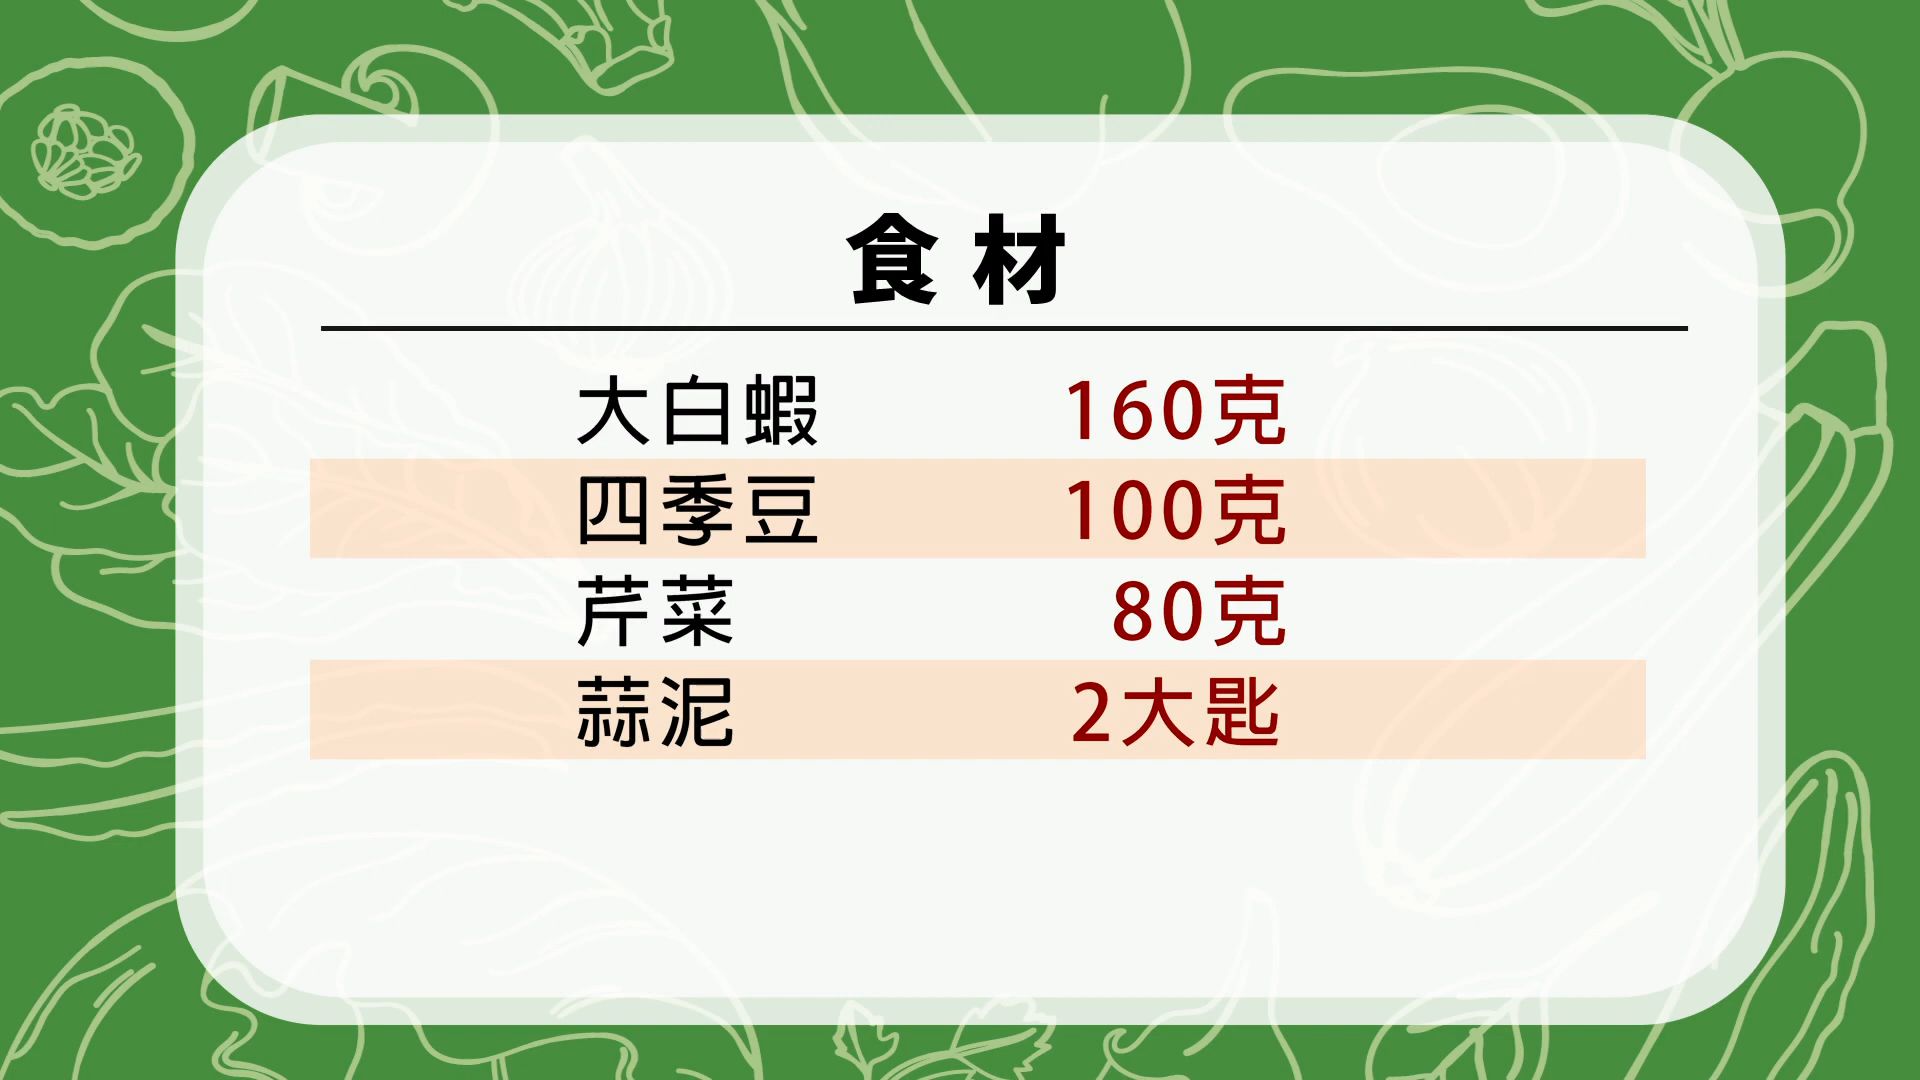 食材
大白蝦 160克
四季豆 100克
芹菜 80克
蒜泥 2大匙